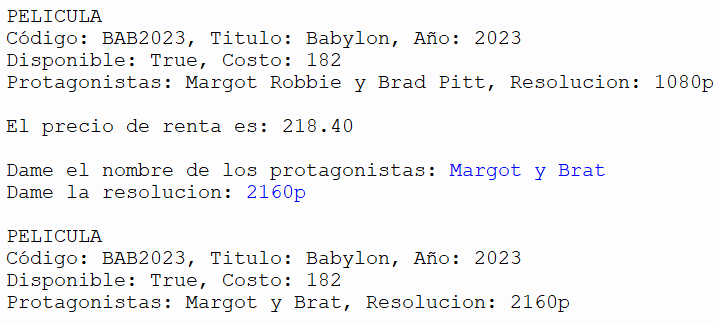 PELICULA
Código: BAB2023, Titulo: Babylon, Año: 2023
Disponible: True, Costo: 182
Protagonistas: Margot Robbie y Brad Pitt, Resolucion: 1080p
El precio de renta es: 218.40
Dame el nombre de los protagonistas: Margot y Brat
Dame la resolucion: 2160p
PELICULA
Código: BAB2023, Titulo: Babylon, Año: 2023
Disponible: True, Costo: 182
Protagonistas: Margot y Brat, Resolucion: 2160p